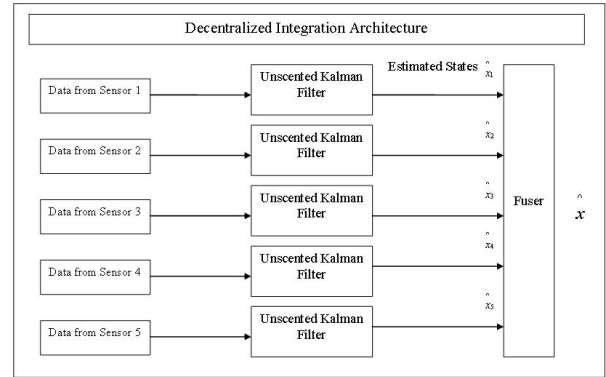 Decentralized Integration Architecture
Estimated States x̂₁
Data from Sensor 1
Unscented Kalman
Filter
x̂₂
Data from Sensor 2
Unscented Kalman
Filter
x̂₃
Data from Sensor 3
Unscented Kalman
Filter
Fuser
x̂
x̂₄
Data from Sensor 4
Unscented Kalman
Filter
x̂₅
Data from Sensor 5
Unscented Kalman
Filter